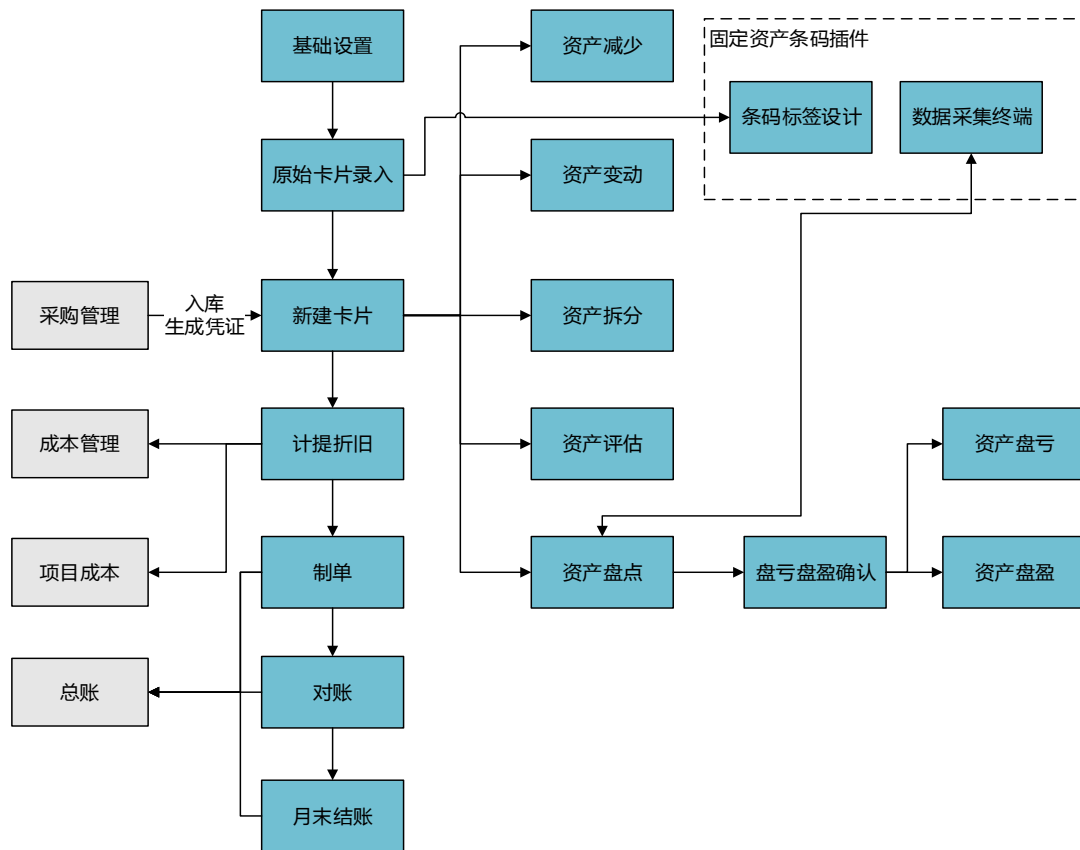 基础设置
资产减少
固定资产条码插件
条码标签设计
数据采集终端
原始卡片录入
资产变动
采购管理
入库
生成凭证
新建卡片
资产拆分
成本管理
计提折旧
资产评估
资产盘亏
项目成本
制单
资产盘点
盘亏盘盈确认
资产盘盈
总账
对账
月末结账